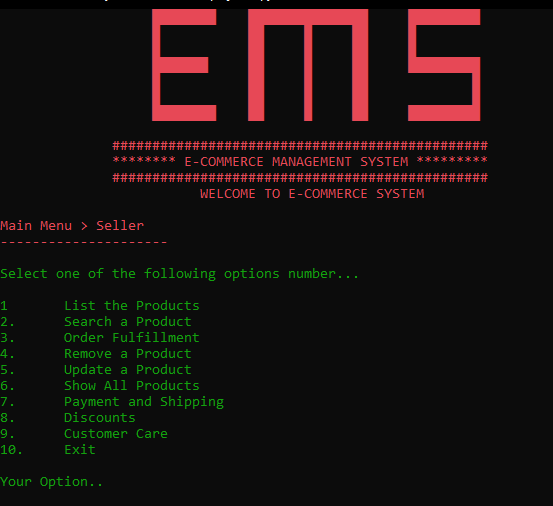 EMS
###############################################
******** E-COMMERCE MANAGEMENT SYSTEM *********
###############################################
WELCOME TO E-COMMERCE SYSTEM
Main Menu > Seller
---------------------
Select one of the following options number...
1 List the Products
2. Search a Product
3. Order Fulfillment
4. Remove a Product
5. Update a Product
6. Show All Products
7. Payment and Shipping
8. Discounts
9. Customer Care
10. Exit
Your Option..